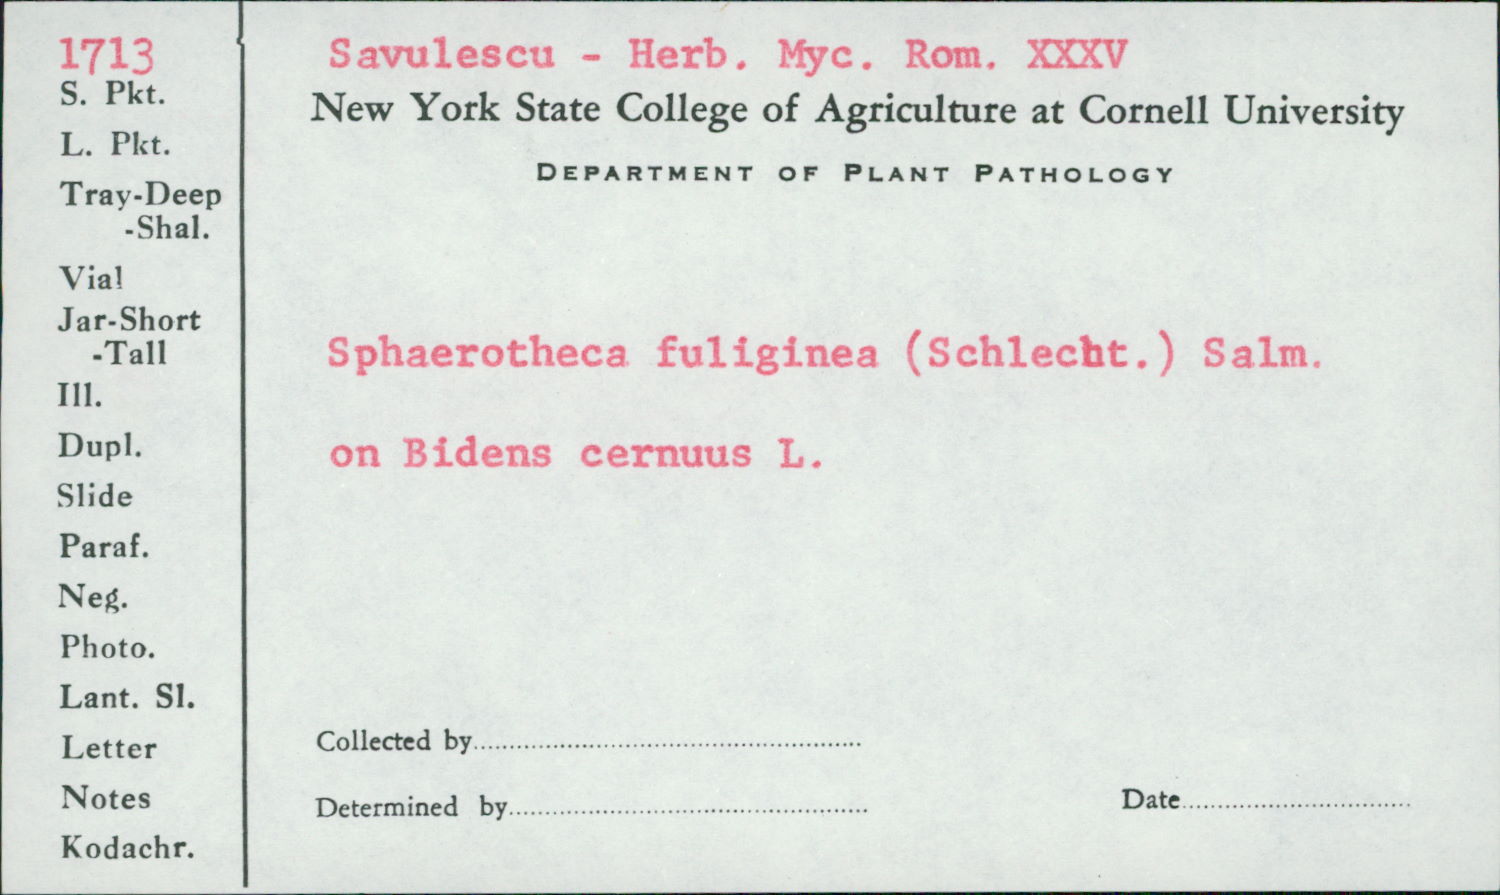 1713
S. Pkt.
L. Pkt.
Tray-Deep
-Shal.
Vial
Jar-Short
-Tall
Ill.
Dupl.
Slide
Paraf.
Neg.
Photo.
Lant. Sl.
Letter
Notes
Kodachr.
Savulescu - Herb. Myc. Rom. XXXV
New York State College of Agriculture at Cornell University
DEPARTMENT OF PLANT PATHOLOGY
Sphaerotheca fuliginea (Schlecht.) Salm.
on Bidens cernuus L.
Collected by
Determined by
Date